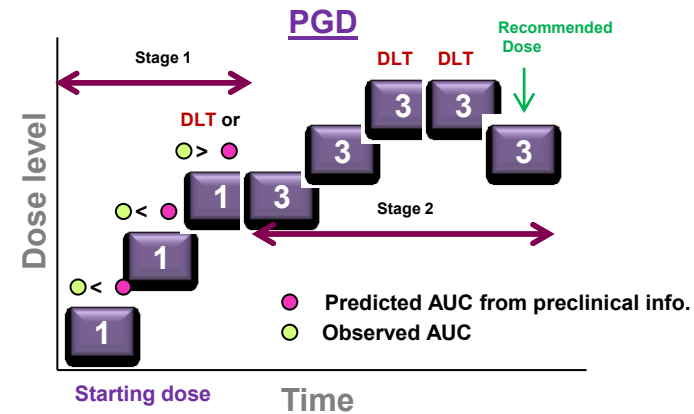 PGD
Recommended
Dose
Stage 1
DLT DLT
DLT or
>
3 3
3 3
1 3
<
Stage 2
1
<
1
Predicted AUC from preclinical info.
Observed AUC
Dose level
Starting dose
Time